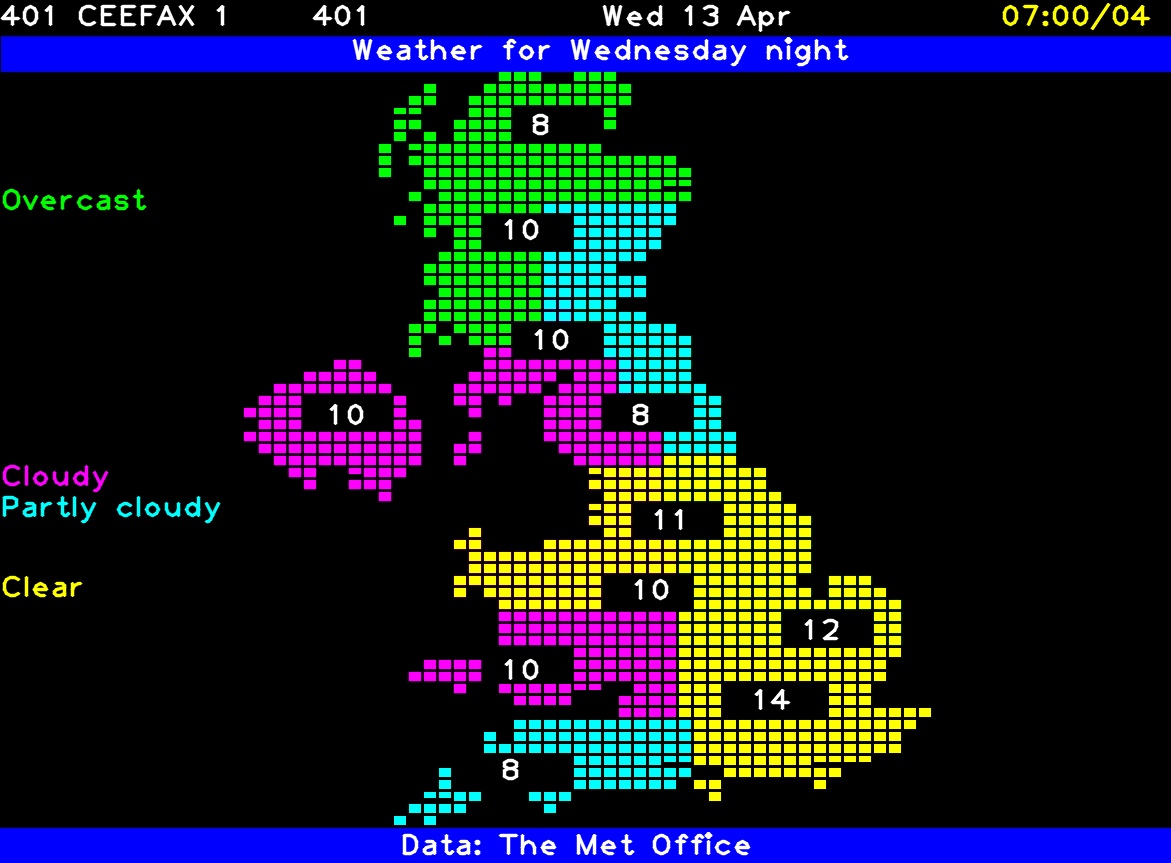 401 CEEFAX 1 401 Wed 13 Apr 07:00/04
Weather for Wednesday night
8
Overcast
10
10
10 8
Cloudy
Partly cloudy
11
Clear
10
12
10
14
8
Data: The Met Office